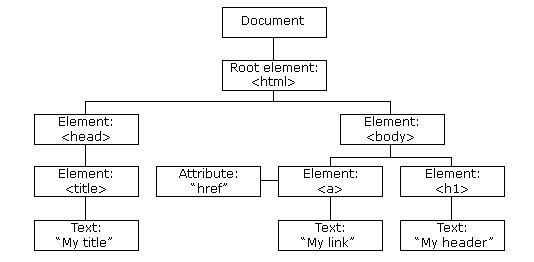 Document
Root element:
<html>
Element:
<head>
Element:
<body>
Element:
<title>
Attribute:
“href”
Element:
<a>
Element:
<h1>
Text:
“My title”
Text:
“My link”
Text:
“My header”